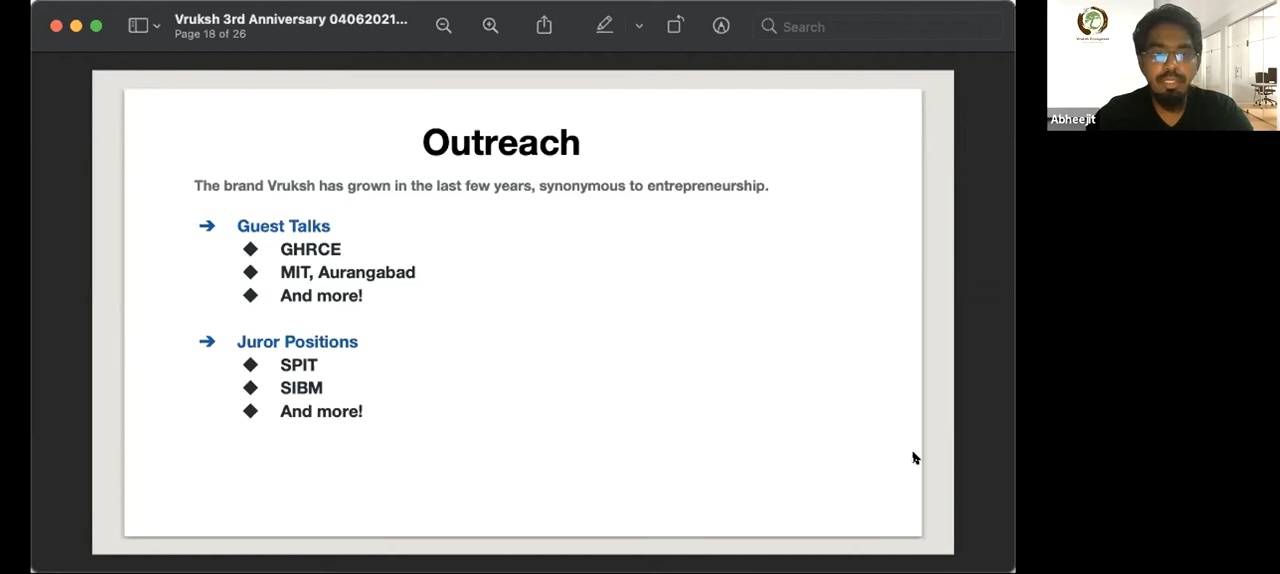 Vruksh 3rd Anniversary 04062021...
Page 18 of 26
Search
Outreach
The brand Vruksh has grown in the last few years, synonymous to entrepreneurship.
➔ Guest Talks
◆ GHRCE
◆ MIT, Aurangabad
◆ And more!
➔ Juror Positions
◆ SPIT
◆ SIBM
◆ And more!
Abheejit